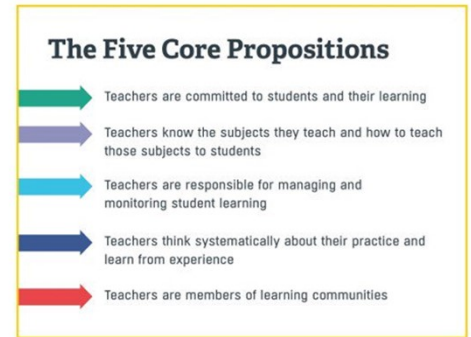 The Five Core Propositions
Teachers are committed to students and their learning
Teachers know the subjects they teach and how to teach
those subjects to students
Teachers are responsible for managing and
monitoring student learning
Teachers think systematically about their practice and
learn from experience
Teachers are members of learning communities